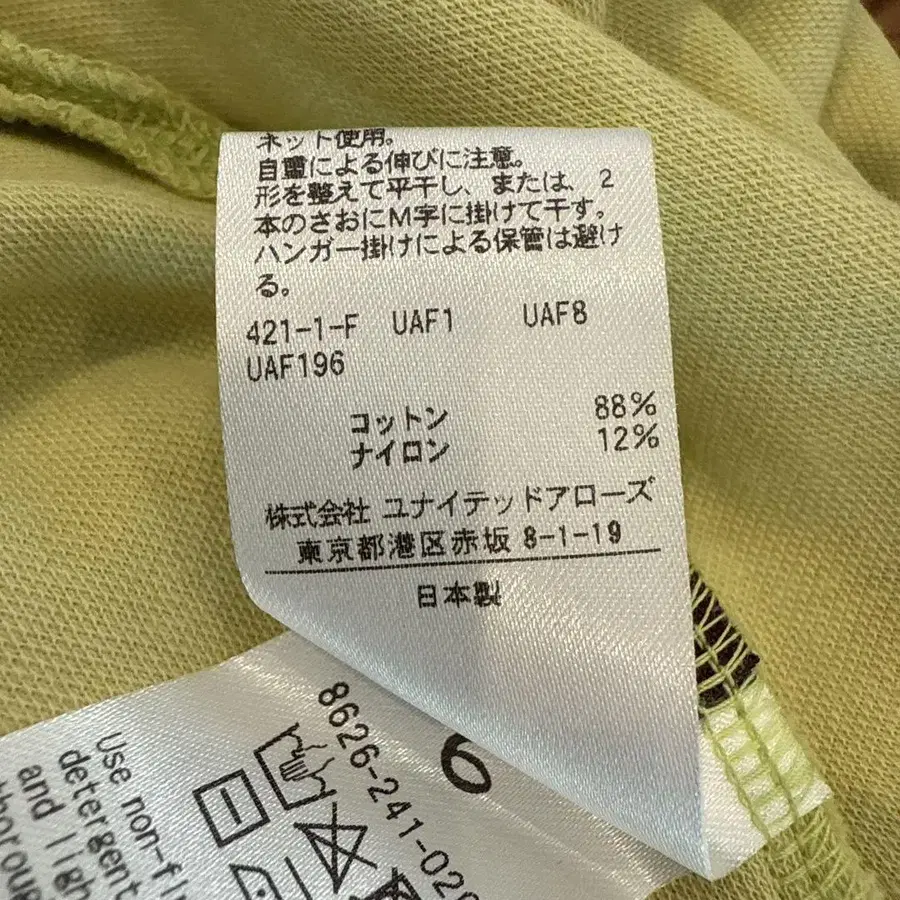 ネット使用。
自重による伸びに注意。
形を整えて平干し、または、2
本のさおにM字に掛けて干す。
ハンガー掛けによる保管は避け
る。
421-1-F UAF1 UAF8
UAF196
コットン 88%
ナイロン 12%
株式会社 ユナイテッドアローズ
東京都港区赤坂 8-1-19
日本製
8626-241-020
6
Use non-fl
detergent
and ligh